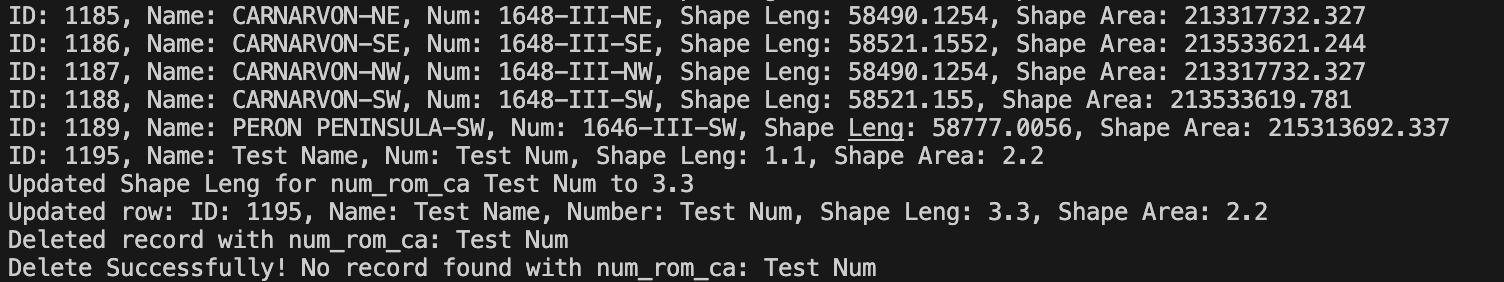 ID: 1185, Name: CARNARVON-NE, Num: 1648-III-NE, Shape Leng: 58490.1254, Shape Area: 213317732.327
ID: 1186, Name: CARNARVON-SE, Num: 1648-III-SE, Shape Leng: 58521.1552, Shape Area: 213533621.244
ID: 1187, Name: CARNARVON-NW, Num: 1648-III-NW, Shape Leng: 58490.1254, Shape Area: 213317732.327
ID: 1188, Name: CARNARVON-SW, Num: 1648-III-SW, Shape Leng: 58521.155, Shape Area: 213533619.781
ID: 1189, Name: PERON PENINSULA-SW, Num: 1646-III-SW, Shape Leng: 58777.0056, Shape Area: 215313692.337
ID: 1195, Name: Test Name, Num: Test Num, Shape Leng: 1.1, Shape Area: 2.2
Updated Shape Leng for num_rom_ca Test Num to 3.3
Updated row: ID: 1195, Name: Test Name, Number: Test Num, Shape Leng: 3.3, Shape Area: 2.2
Deleted record with num_rom_ca: Test Num
Delete Successfully! No record found with num_rom_ca: Test Num